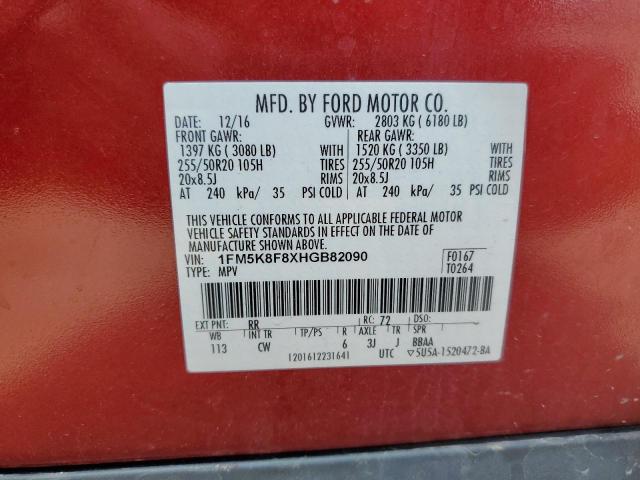 MFD. BY FORD MOTOR CO.
DATE: 12/16 GVWR: 2803 KG ( 6180 LB)
FRONT GAWR: REAR GAWR:
1397 KG ( 3080 LB) WITH 1520 KG ( 3350 LB) WITH
255/50R20 105H TIRES 255/50R20 105H TIRES
20x8.5J RIMS 20x8.5J RIMS
AT 240 kPa/ 35 PSI COLD AT 240 kPa/ 35 PSI COLD
THIS VEHICLE CONFORMS TO ALL APPLICABLE FEDERAL MOTOR
VEHICLE SAFETY STANDARDS IN EFFECT ON THE DATE OF
MANUFACTURE SHOWN ABOVE.
VIN: 1FM5K8F8XHGB82090 F0167
TYPE: MPV T0264
EXT PNT: RR RC: 72 DSO:
WB INT TR TP/PS R AXLE TR SPR
113 CW 6 3J J BBAA
1201612231641 UTC ▽5U5A-1520472-BA